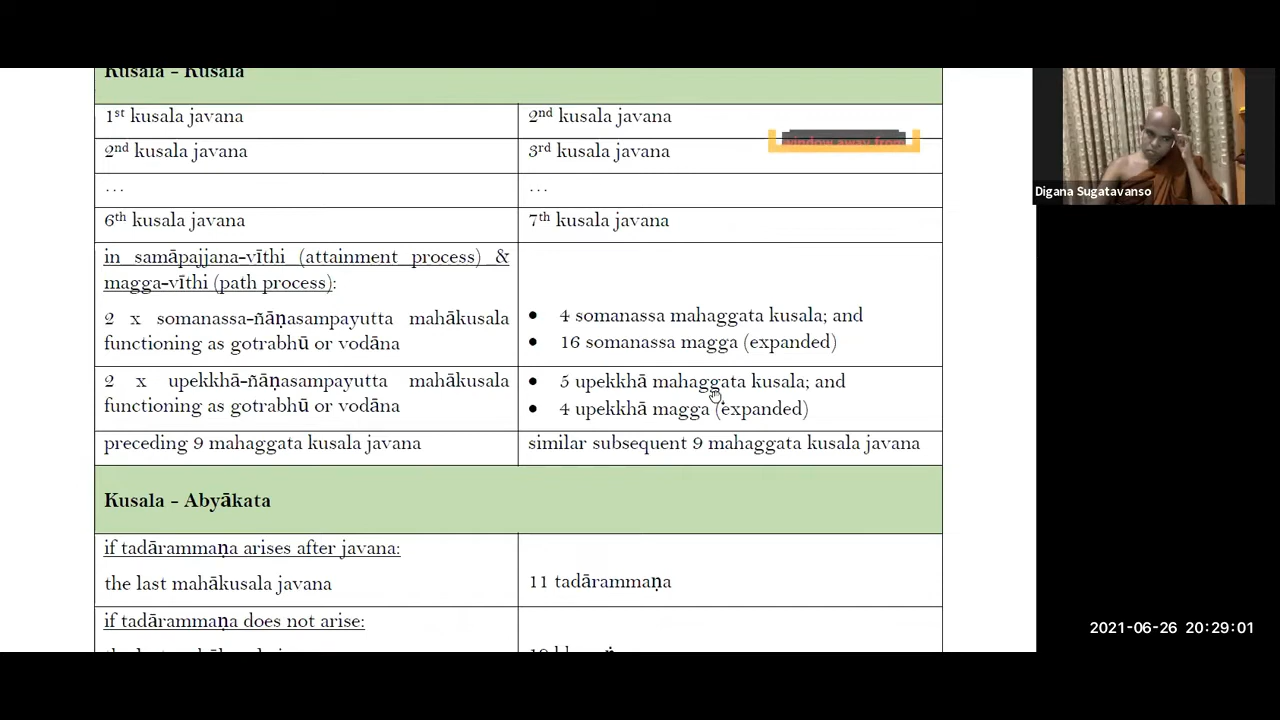 Kusala – Kusala
1st kusala javana
2nd kusala javana
window away from
2nd kusala javana
3rd kusala javana
Digana Sugatavanso
…
…
6th kusala javana
7th kusala javana
in samāpajjana-vīthi (attainment process) &
magga-vīthi (path process):
2 x somanassa-ñāṇasampayutta mahākusala
functioning as gotrabhū or vodāna
• 4 somanassa mahaggata kusala; and
• 16 somanassa magga (expanded)
2 x upekkhā-ñāṇasampayutta mahākusala
functioning as gotrabhū or vodāna
• 5 upekkhā mahaggata kusala; and
• 4 upekkhā magga (expanded)
preceding 9 mahaggata kusala javana
similar subsequent 9 mahaggata kusala javana
Kusala – Abyākata
if tadārammaṇa arises after javana:
the last mahākusala javana
11 tadārammaṇa
if tadārammaṇa does not arise:
2021-06-26 20:29:01